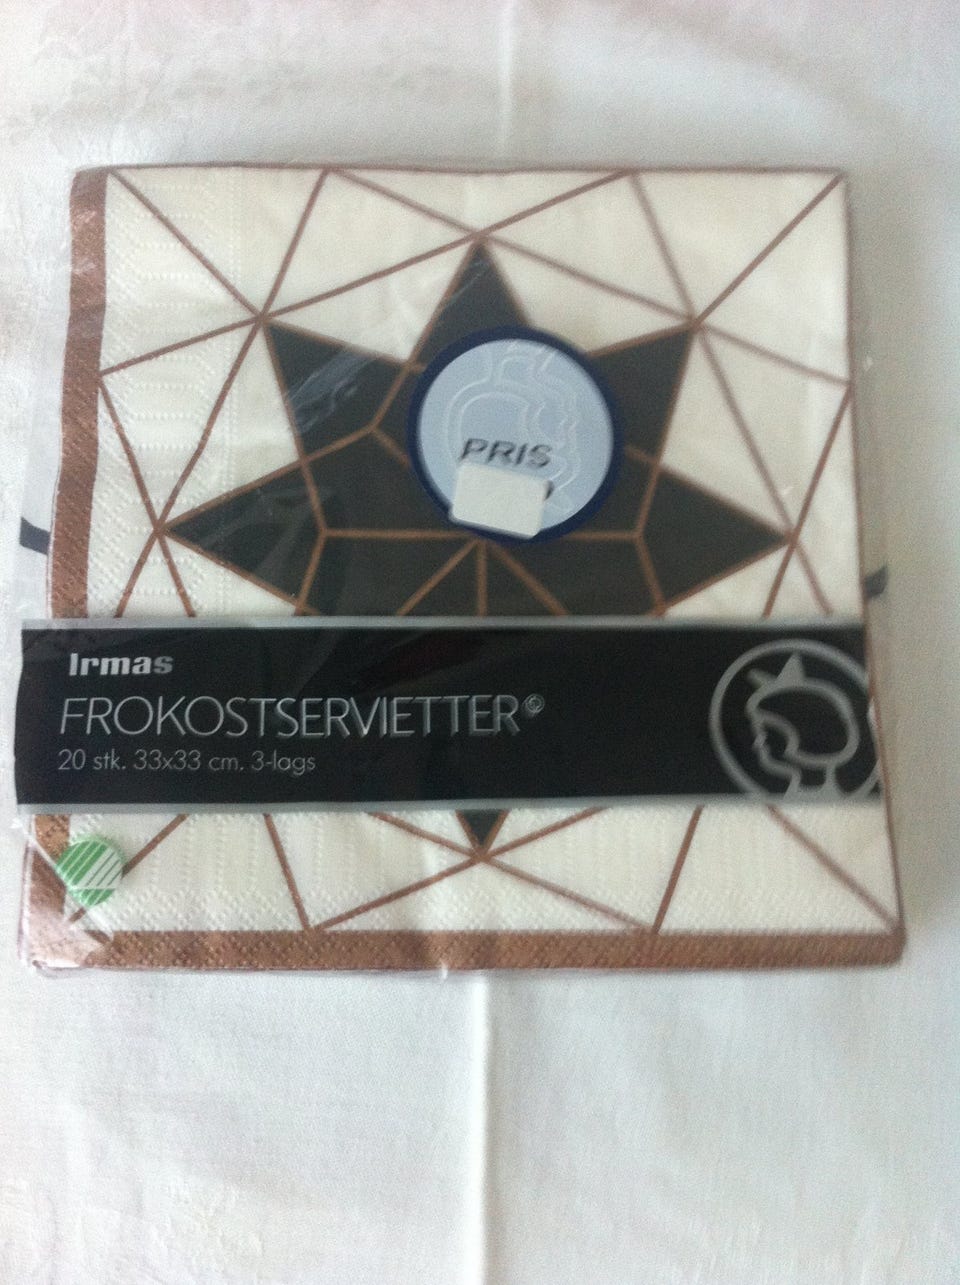 PRIS
Irmas
FROKOSTSERVIETTER©
20 stk. 33x33 cm. 3-lags